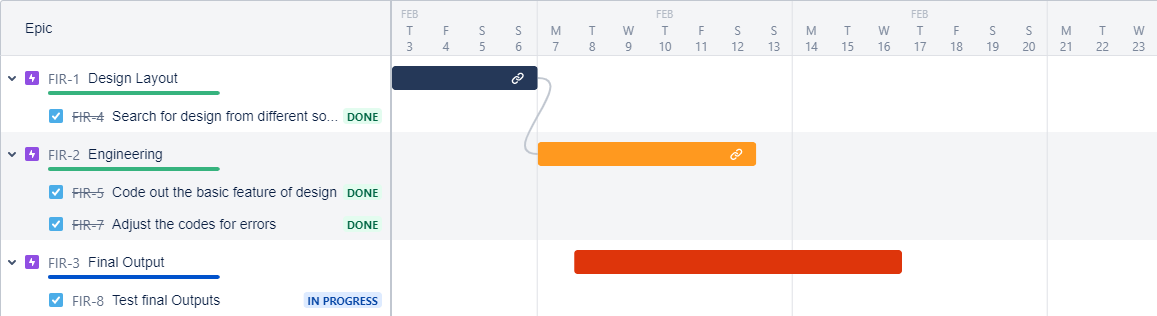 Epic
FEB FEB FEB
T F S S M T W T F S S M T W T F S S M T W
3 4 5 6 7 8 9 10 11 12 13 14 15 16 17 18 19 20 21 22 23
FIR-1 Design Layout
FIR-4 Search for design from different so... DONE
FIR-2 Engineering
FIR-5 Code out the basic feature of design DONE
FIR-7 Adjust the codes for errors DONE
FIR-3 Final Output
FIR-8 Test final Outputs IN PROGRESS